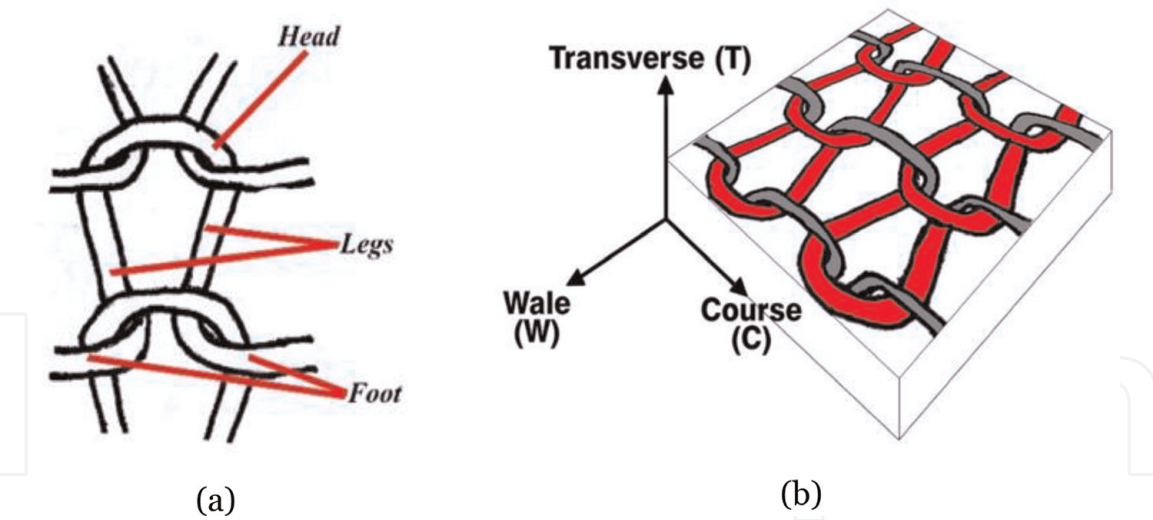 Head
Legs
Foot
(a)
Transverse (T)
Wale
(W)
Course
(C)
(b)